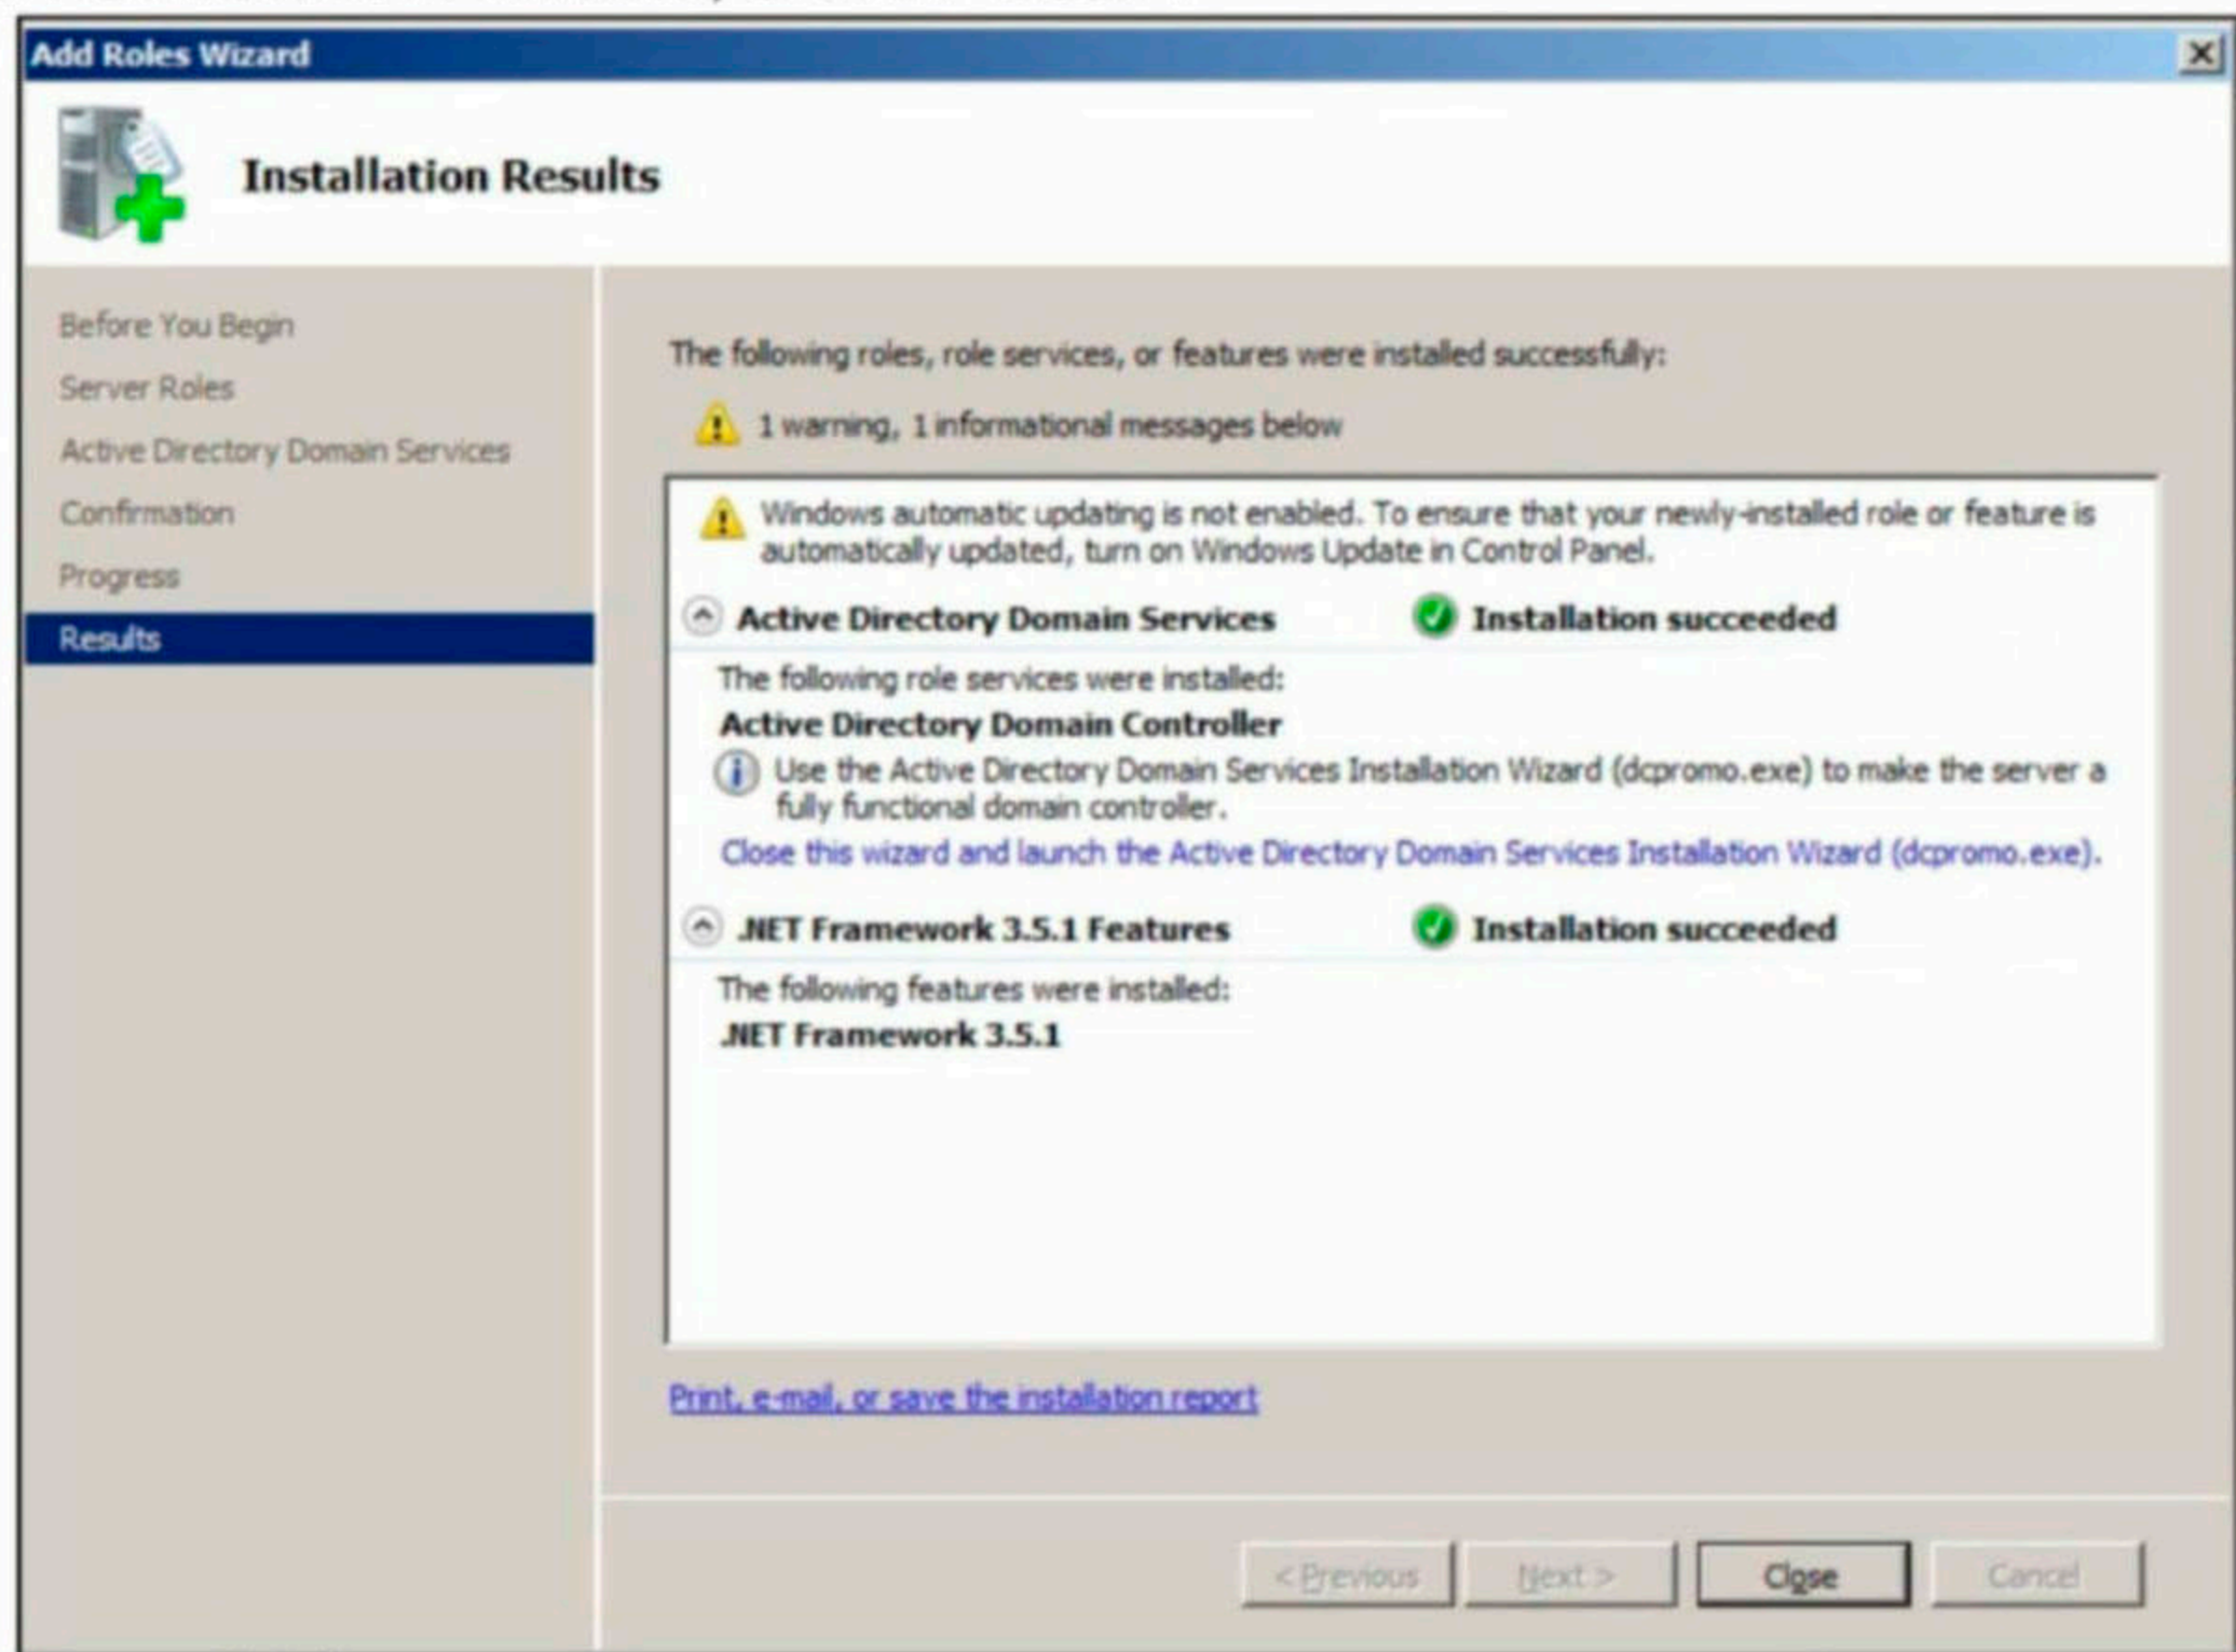 Add Roles Wizard
Installation Results
Before You Begin
Server Roles
Active Directory Domain Services
Confirmation
Progress
Results
The following roles, role services, or features were installed successfully:
1 warning, 1 informational messages below
Windows automatic updating is not enabled. To ensure that your newly-installed role or feature is
automatically updated, turn on Windows Update in Control Panel.
Active Directory Domain Services Installation succeeded
The following role services were installed:
Active Directory Domain Controller
Use the Active Directory Domain Services Installation Wizard (dcpromo.exe) to make the server a
fully functional domain controller.
Close this wizard and launch the Active Directory Domain Services Installation Wizard (dcpromo.exe).
.NET Framework 3.5.1 Features Installation succeeded
The following features were installed:
.NET Framework 3.5.1
Print, e-mail, or save the installation report
< Previous Next > Close Cancel